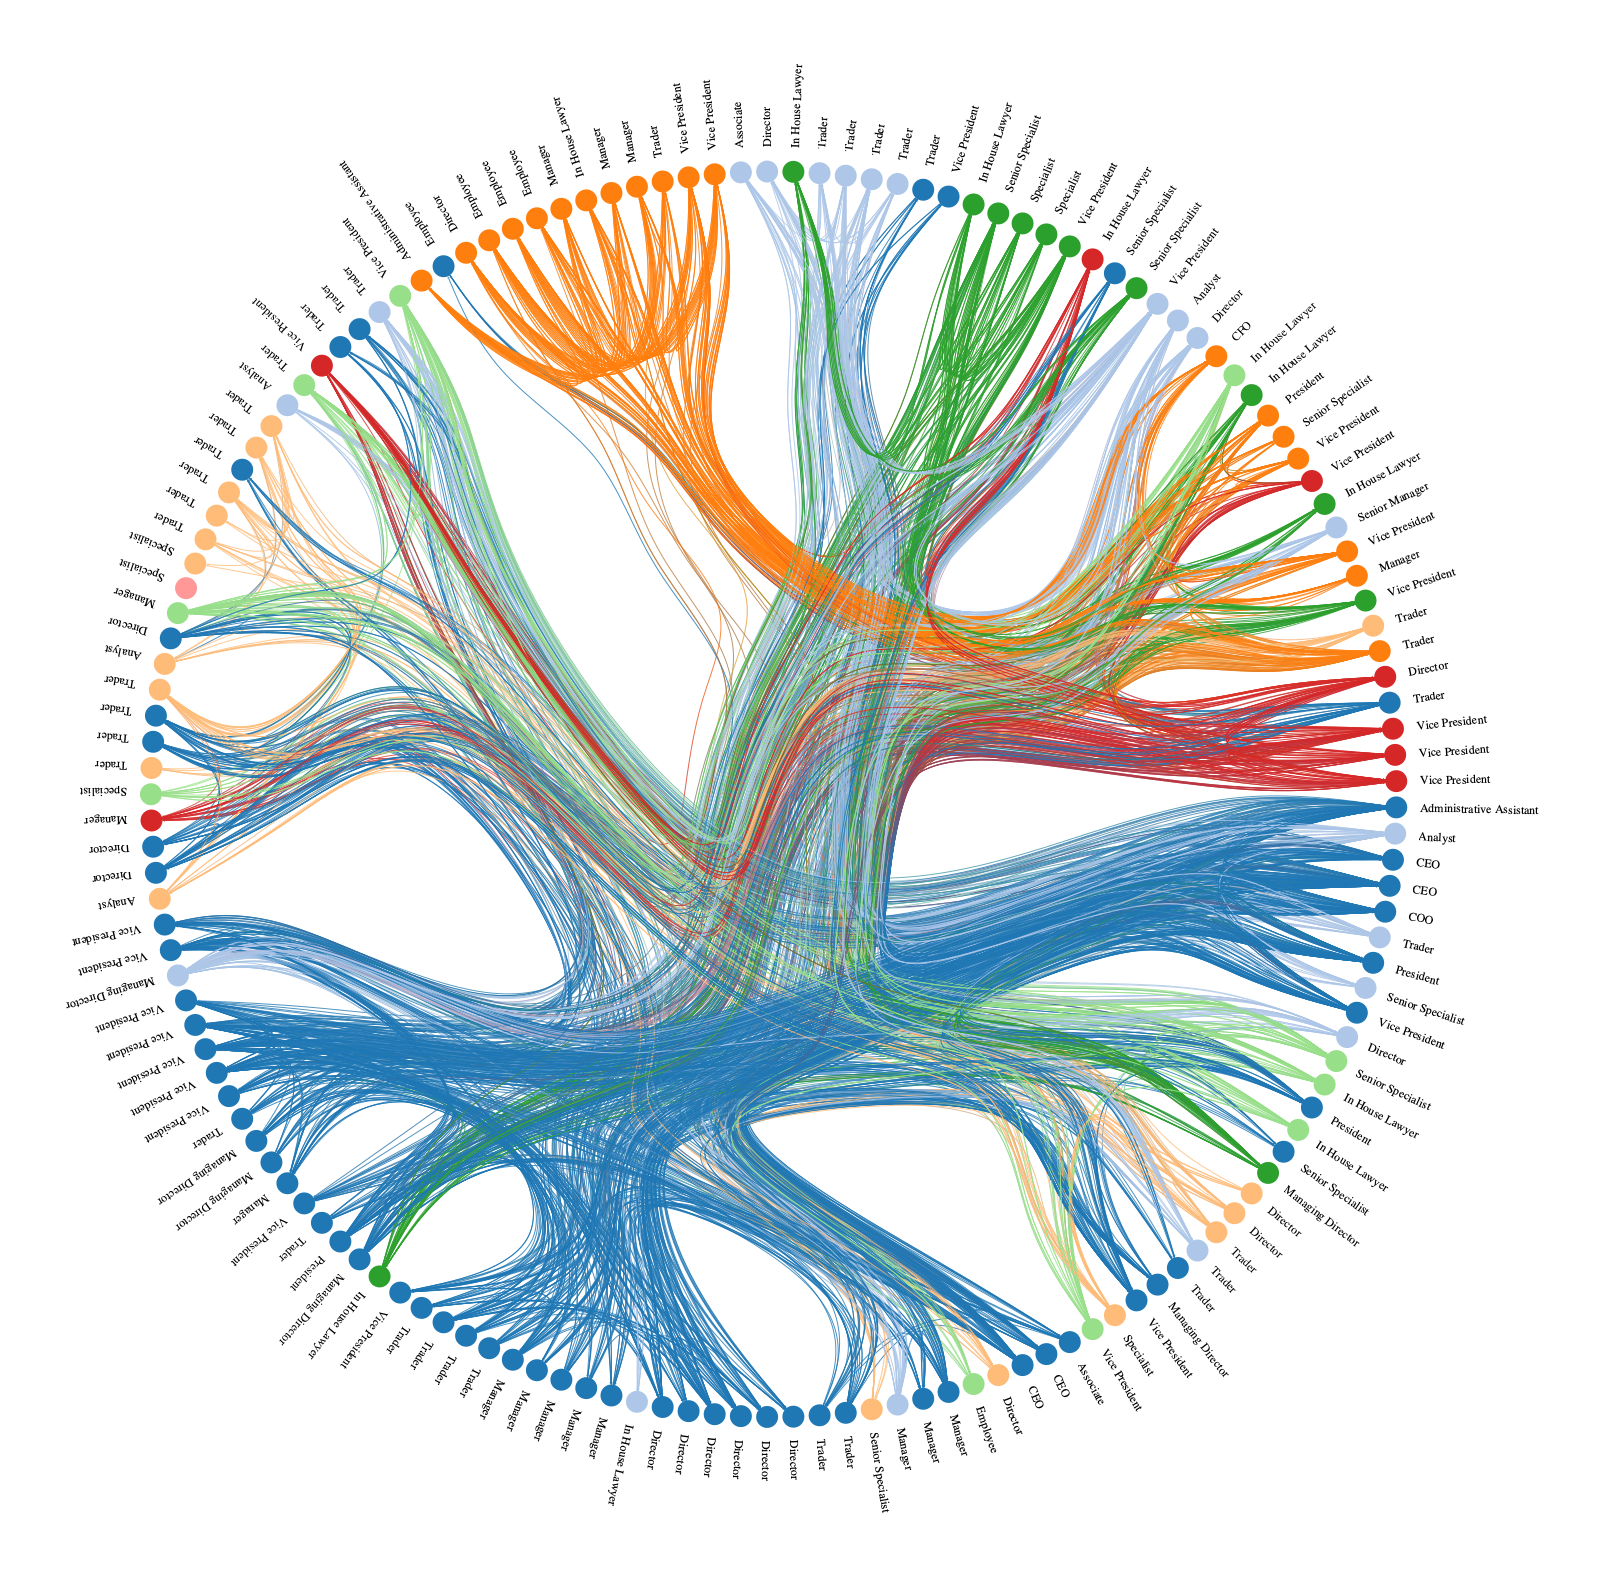 Associate
Director
In House Lawyer
Trader
Trader
Trader
Trader
Trader
Vice President
In House Lawyer
Senior Specialist
Specialist
Specialist
Vice President
In House Lawyer
Senior Specialist
Senior Specialist
Vice President
Analyst
Director
CFO
In House Lawyer
In House Lawyer
President
Senior Specialist
Vice President
Vice President
In House Lawyer
Senior Manager
Vice President
Manager
Vice President
Trader
Trader
Director
Trader
Vice President
Vice President
Vice President
Administrative Assistant
Analyst
CEO
CEO
COO
Trader
President
Senior Specialist
Vice President
Director
Senior Specialist
In House Lawyer
President
In House Lawyer
Senior Specialist
Managing Director
Director
Director
Trader
Trader
Trader
Managing Director
Vice President
Specialist
Vice President
Associate
CEO
CEO
Director
Employee
Manager
Manager
Manager
Senior Specialist
Trader
Trader
Director
Director
Director
Director
Director
Director
In House Lawyer
Manager
Manager
Manager
Manager
Manager
Trader
Trader
Trader
Trader
Vice President
In House Lawyer
Managing Director
President
Trader
Vice President
Manager
Managing Director
Managing Director
Trader
Vice President
Vice President
Vice President
Vice President
Vice President
Managing Director
Vice President
Vice President
Analyst
Director
Director
Manager
Specialist
Trader
Trader
Trader
Trader
Analyst
Director
Manager
Specialist
Specialist
Trader
Trader
Trader
Trader
Trader
Trader
Analyst
Trader
Vice President
Trader
Trader
Trader
Vice President
Administrative Assistant
Employee
Director
Employee
Employee
Employee
Manager
In House Lawyer
Manager
Manager
Trader
Vice President
Vice President